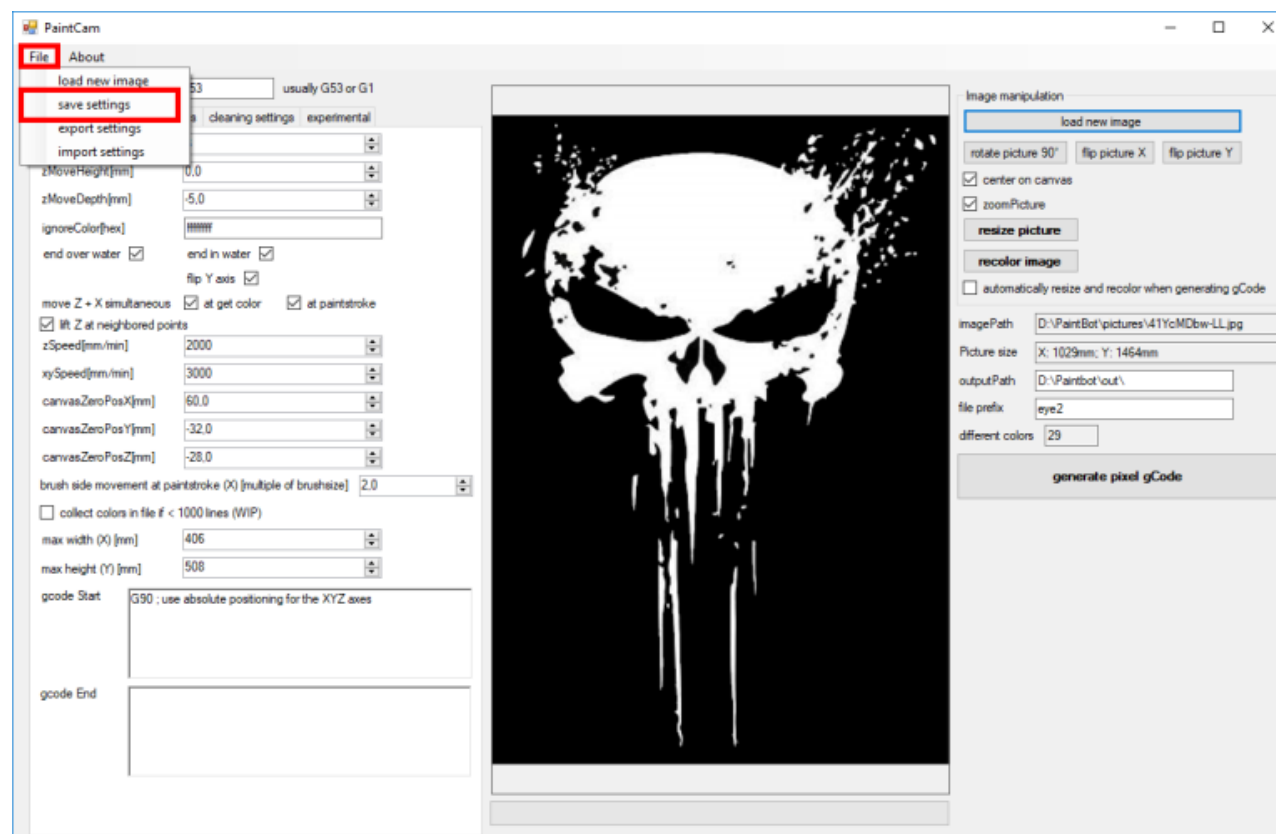 PaintCam
File About
load new image
save settings
export settings
import settings
53 usually G53 or G1
s cleaning settings experimental
zMoveHeight[mm] 0,0
zMoveDepth[mm] -5,0
ignoreColor[hex] ffffffff
end over water end in water
flip Y axis
move Z + X simultaneous at get color at paintstroke
lift Z at neighbored points
zSpeed[mm/min] 2000
xySpeed[mm/min] 3000
canvasZeroPosX[mm] 60,0
canvasZeroPosY[mm] -32,0
canvasZeroPosZ[mm] -28,0
brush side movement at paintstroke (X) [multiple of brushsize] 2,0
collect colors in file if < 1000 lines (WIP)
max width (X) [mm] 406
max height (Y) [mm] 508
gcode Start G90 ; use absolute positioning for the XYZ axes
gcode End
Image manipulation
load new image
rotate picture 90° flip picture X flip picture Y
center on canvas
zoomPicture
resize picture
recolor image
automatically resize and recolor when generating gCode
imagePath D:\PaintBot\pictures\41YcMDbw-LL.jpg
Picture size X: 1029mm; Y: 1464mm
outputPath D:\Paintbot\out\
file prefix eye2
different colors 29
generate pixel gCode